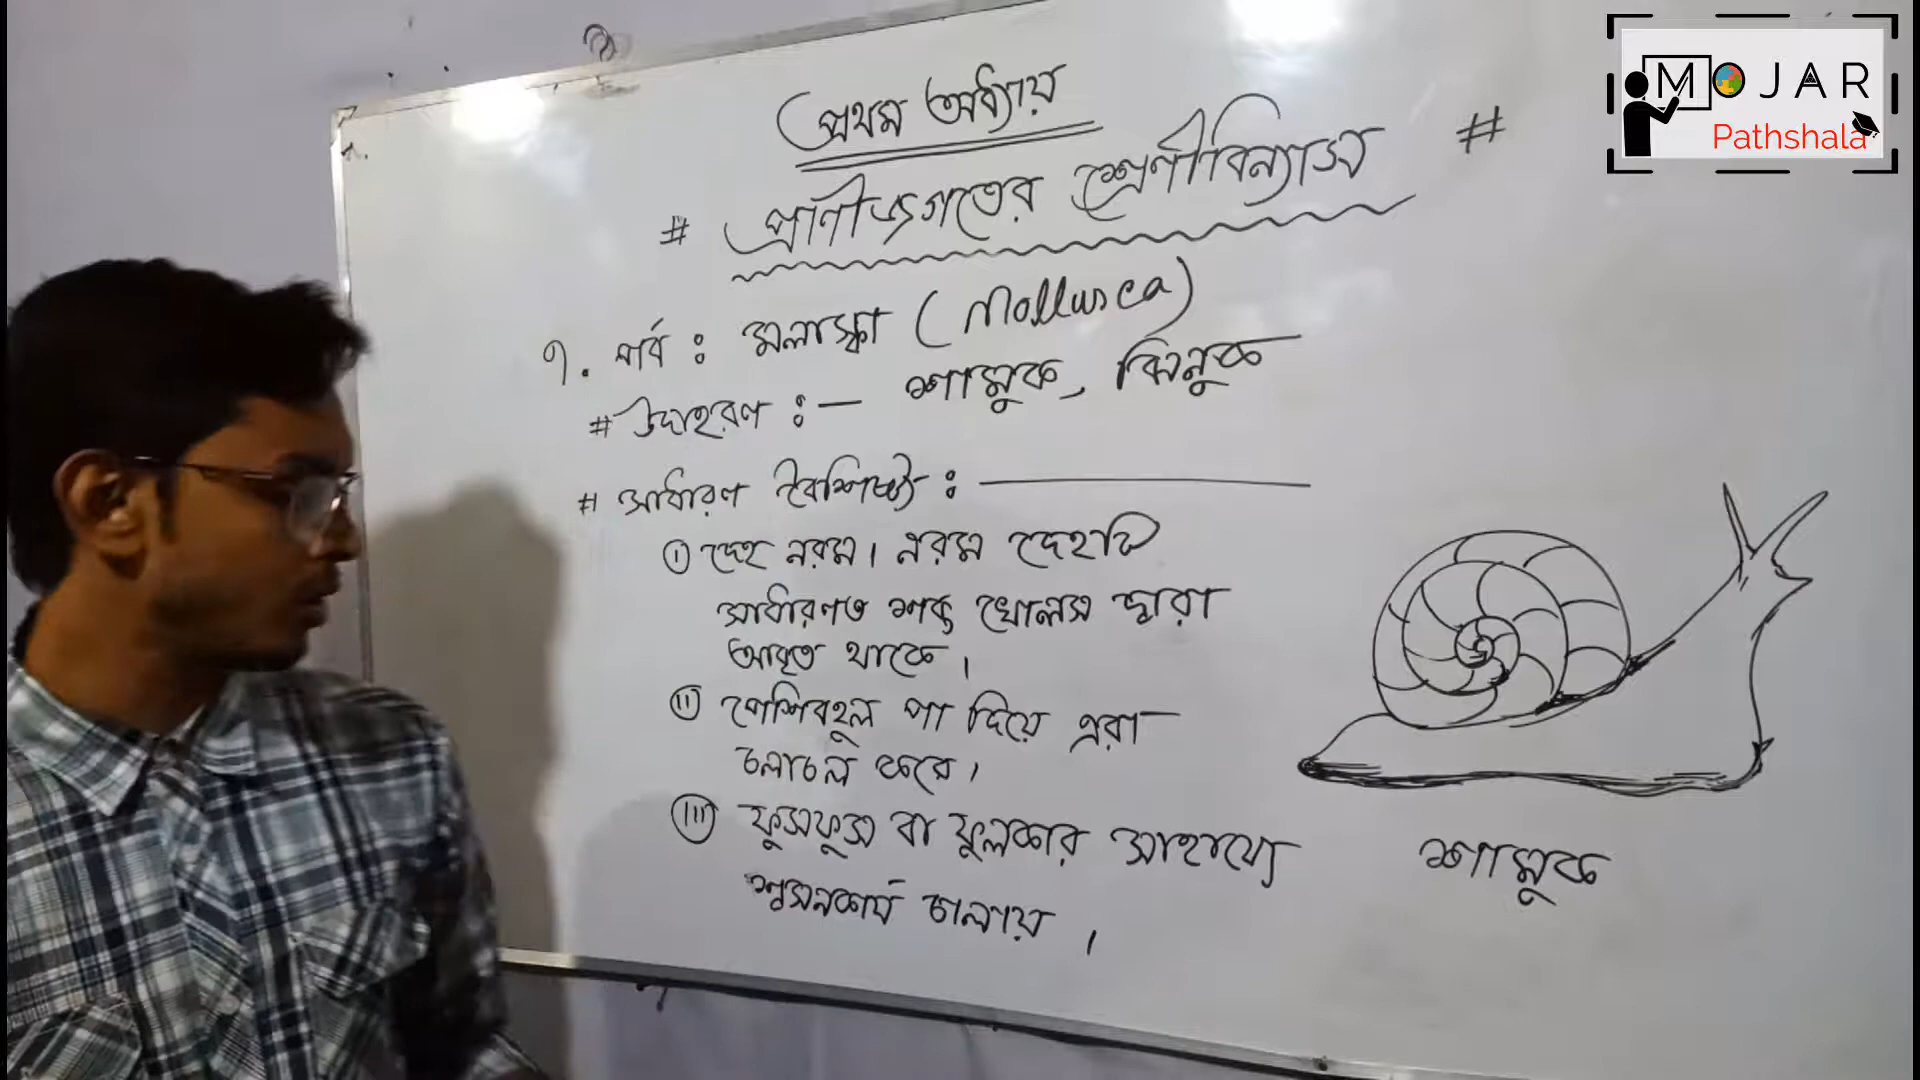 প্রথম অধ্যায়
# প্রাণীজগতের শ্রেণীবিন্যাস #
৭. পর্ব : মলাস্কা (Mollusca)
# উদাহরণ :— শামুক, ঝিনুক
# সাধারণ বৈশিষ্ট্য :
(i) দেহ নরম। নরম দেহটি
সাধারণত শক্ত খোলস দ্বারা
আবৃত থাকে।
(ii) পেশিবহুল পা দিয়ে এরা
চলাচল করে।
(iii) ফুসফুস বা ফুলকার সাহায্যে
শ্বসনকার্য চালায়।
শামুক
MOJAR
Pathshala